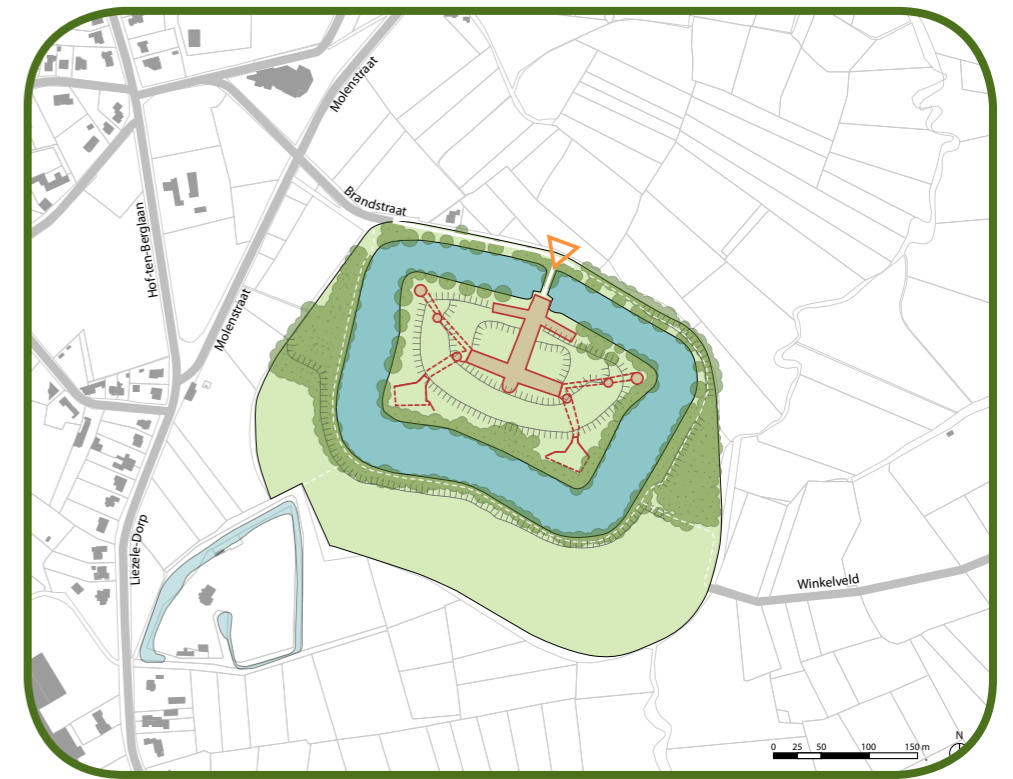 Molenstraat
Brandstraat
Hof-ten-Berglaan
Molenstraat
Liezele-Dorp
Winkelveld
N
0 25 50 100 150 m